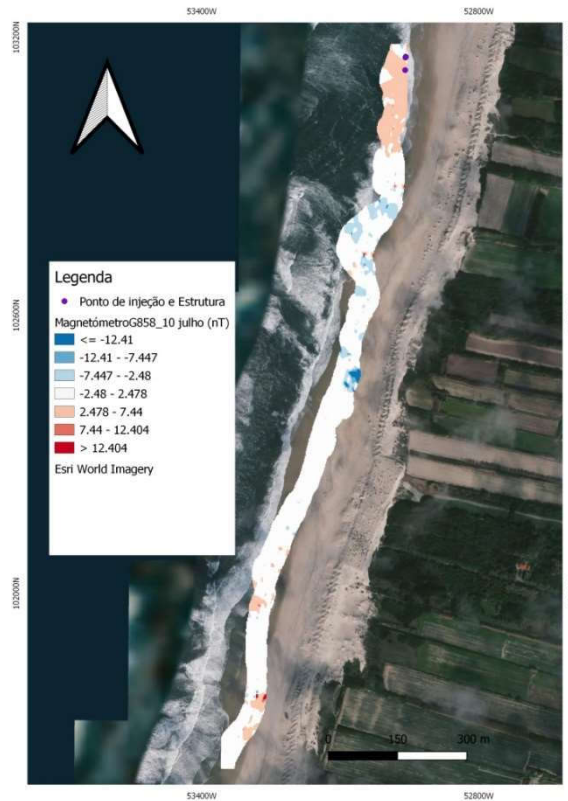 53400W 52800W
103200N
102600N
102000N
Legenda
Ponto de injeção e Estrutura
MagnetómetroG858_10 julho (nT)
<= -12.41
-12.41 - -7.447
-7.447 - -2.48
-2.48 - 2.478
2.478 - 7.44
7.44 - 12.404
> 12.404
Esri World Imagery
0 150 300 m
53400W 52800W